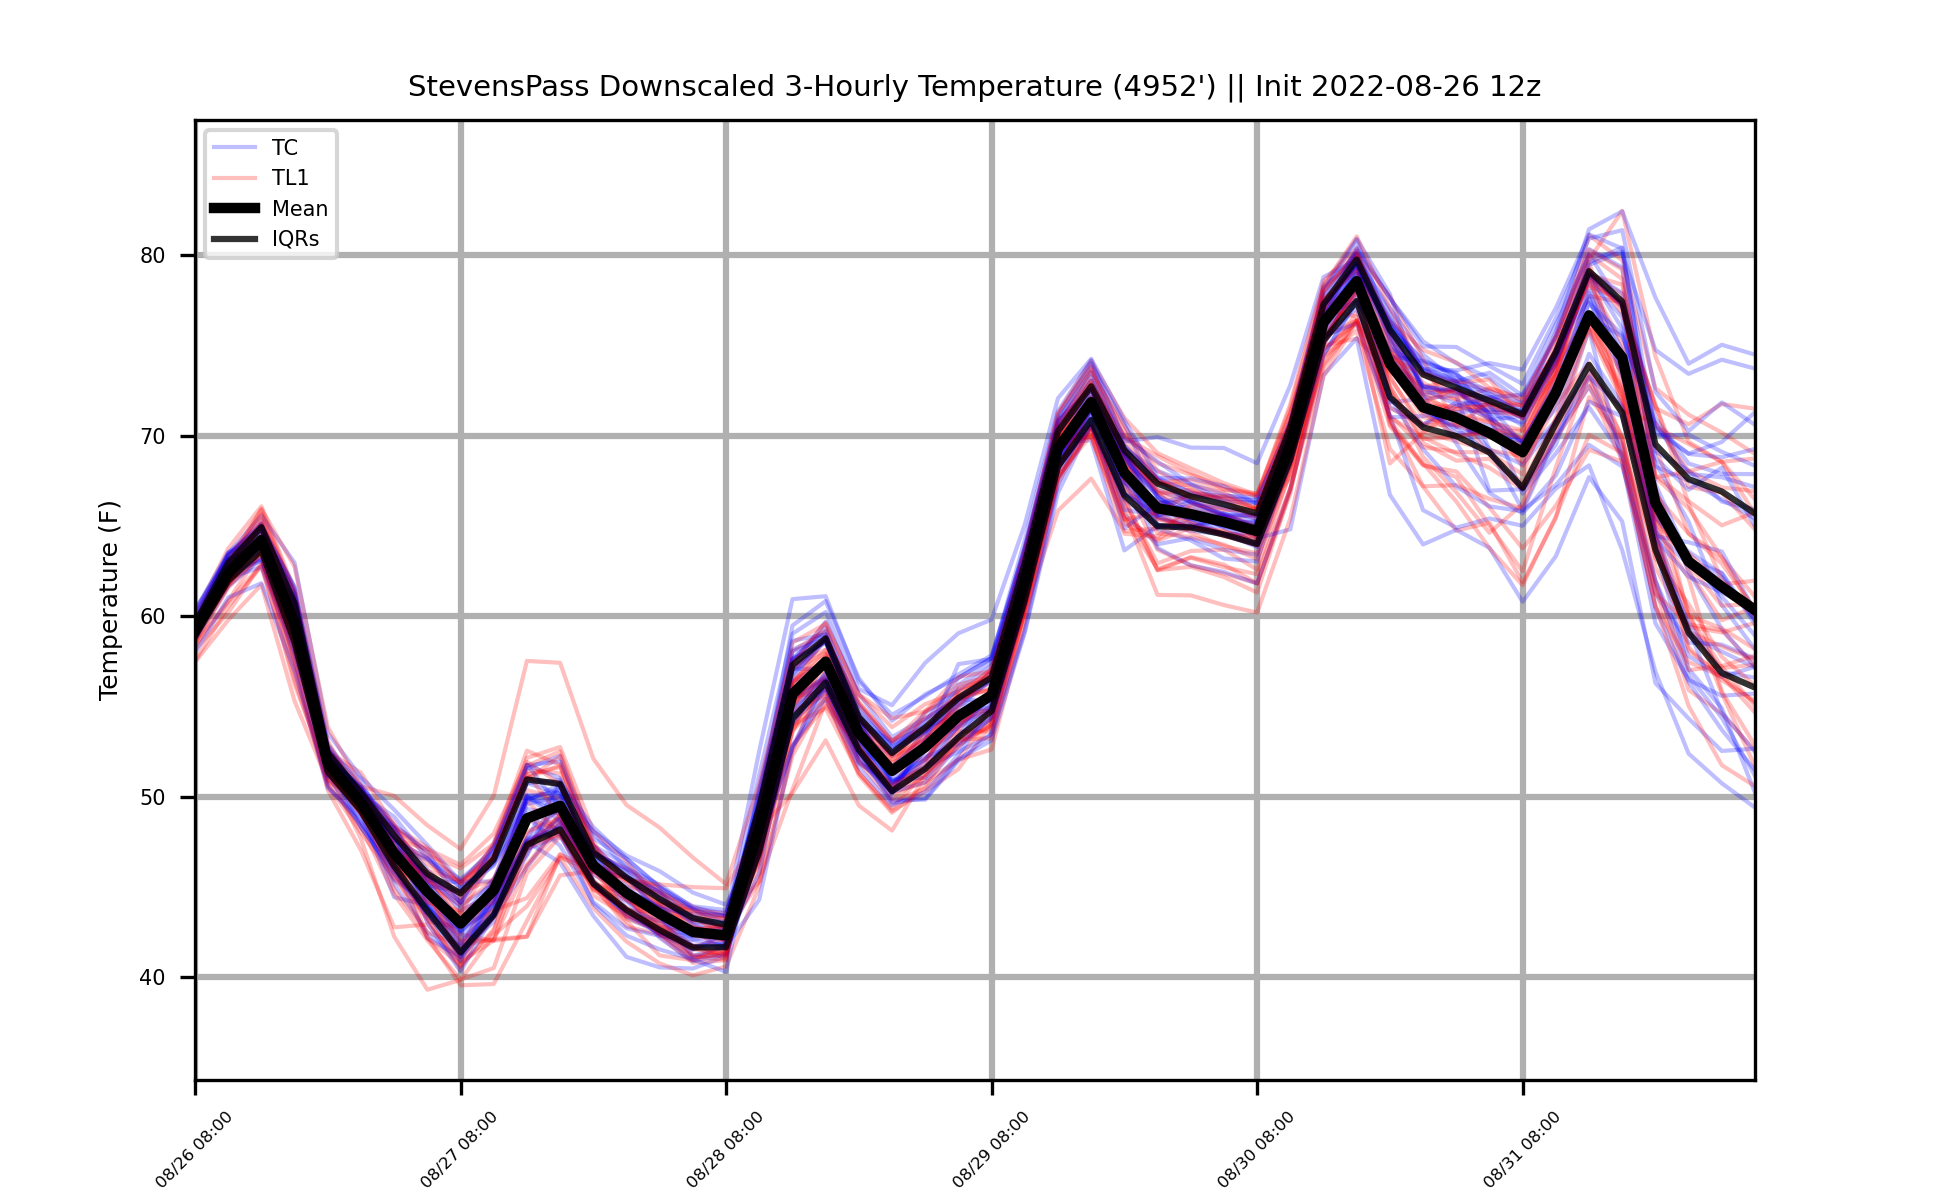 StevensPass Downscaled 3-Hourly Temperature (4952') || Init 2022-08-26 12z
TC
TL1
Mean
IQRs
Temperature (F)
80
70
60
50
40
08/26 08:00
08/27 08:00
08/28 08:00
08/29 08:00
08/30 08:00
08/31 08:00